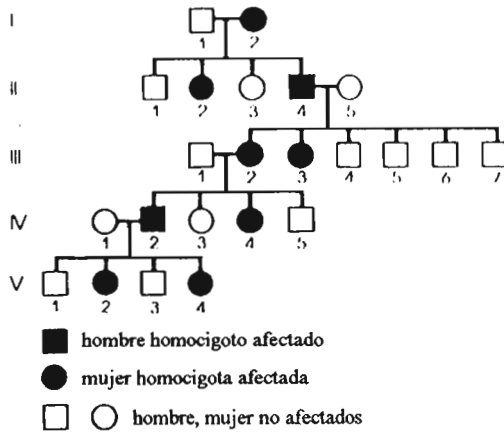 I
1 2
II
1 2 3 4 5
III
1 2 3 4 5 6 7
IV
1 2 3 4 5
V
1 2 3 4
hombre homocigoto afectado
mujer homocigota afectada
hombre, mujer no afectados